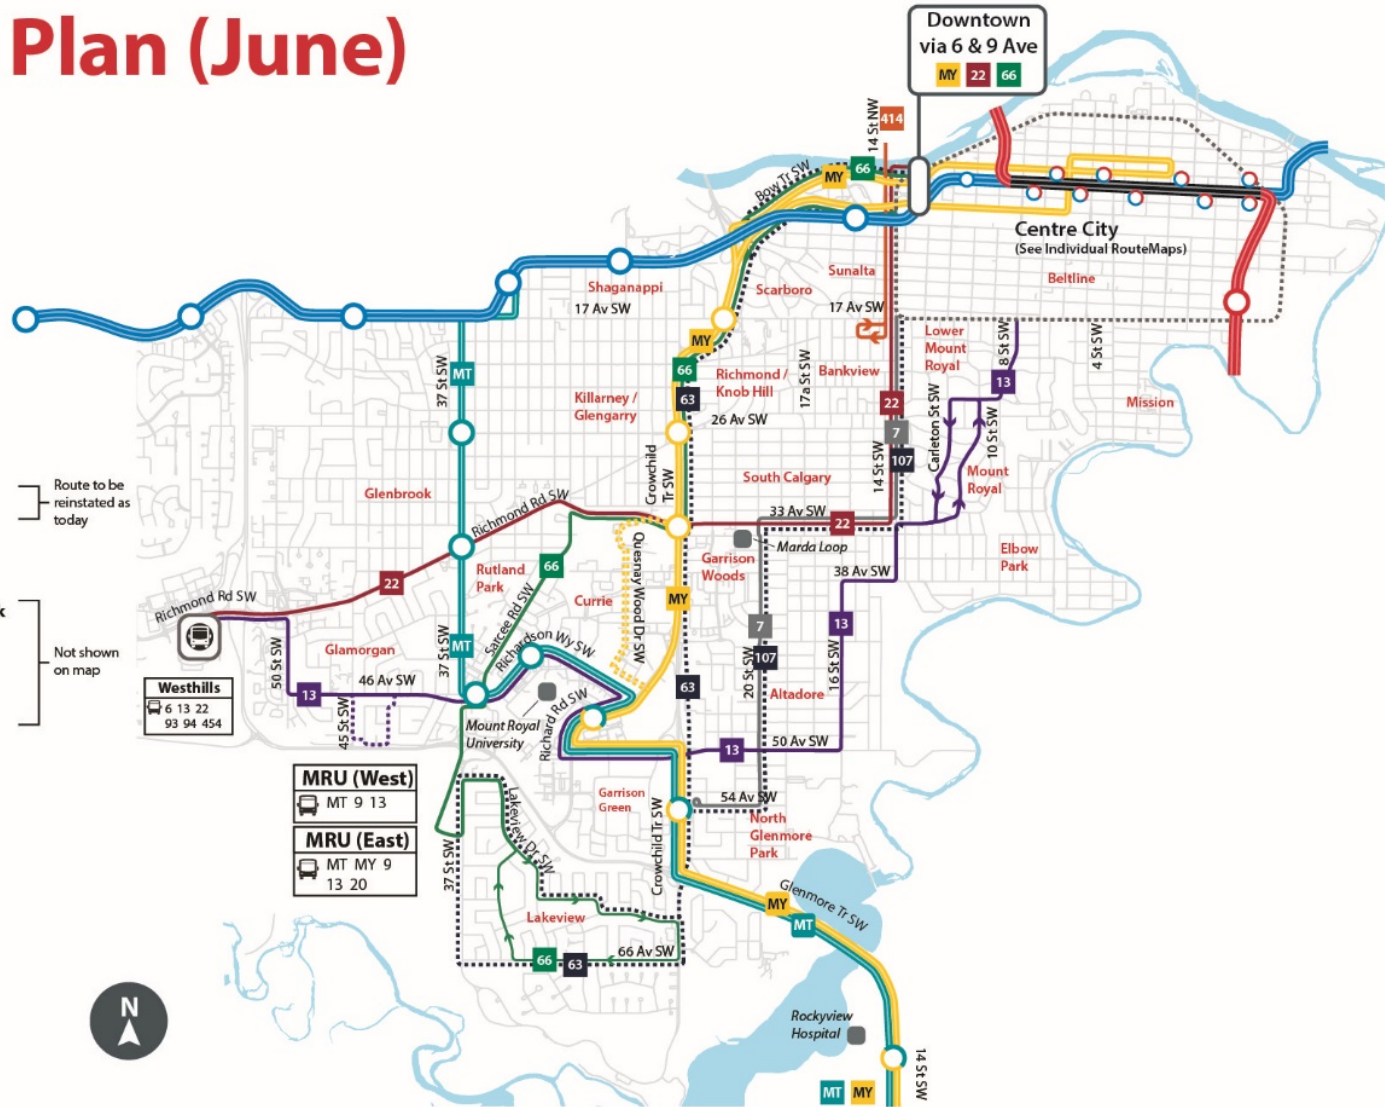 Plan (June)
Downtown
via 6 & 9 Ave
MY 22 66
14 St NW
414
Bow Tr SW
MY
66
Centre City
(See Individual RouteMaps)
Sunalta
Beltline
Shaganappi
Scarboro
17 Av SW
17 Av SW
MY
Lower
Mount
Royal
8 St SW
4 St SW
37 St SW
MT
66
Richmond /
Knob Hill
17a St SW
Bankview
13
63
Killarney /
Glengarry
22
Carleton St SW
Mission
26 Av SW
7
10 St SW
14 St SW
107
Crowchild
Tr SW
South Calgary
Mount
Royal
Route to be
reinstated as
today
Glenbrook
Richmond Rd SW
33 Av SW
22
Marda Loop
Quesnay Wood Dr SW
Garrison
Woods
Elbow
Park
66
Rutland
Park
38 Av SW
22
Sarcee Rd SW
Currie
MY
Richmond Rd SW
7
13
37 St SW
MT
Richardson Wy SW
Not shown
on map
50 St SW
Glamorgan
107
20 St SW
16 St SW
46 Av SW
13
63
Altadore
Westhills
6 13 22
93 94 454
45 St SW
Mount Royal
University
Richard Rd SW
13
50 Av SW
MRU (West)
MT 9 13
MRU (East)
MT MY 9
13 20
Lakeview Dr SW
Garrison
Green
54 Av SW
North
Glenmore
Park
37 St SW
Crowchild Tr SW
Glenmore Tr SW
MY
MT
Lakeview
66 Av SW
66
63
N
Rockyview
Hospital
14 St SW
MT MY